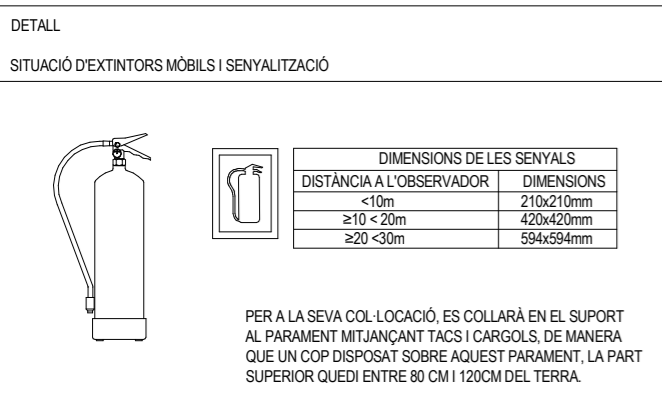 DETALL
SITUACIÓ D'EXTINTORS MÒBILS I SENYALITZACIÓ
DIMENSIONS DE LES SENYALS
DISTÀNCIA A L'OBSERVADOR DIMENSIONS
<10m 210x210mm
≥10 < 20m 420x420mm
≥20 <30m 594x594mm
PER A LA SEVA COL·LOCACIÓ, ES COLLARÀ EN EL SUPORT
AL PARAMENT MITJANÇANT TACS I CARGOLS, DE MANERA
QUE UN COP DISPOSAT SOBRE AQUEST PARAMENT, LA PART
SUPERIOR QUEDI ENTRE 80 CM I 120CM DEL TERRA.